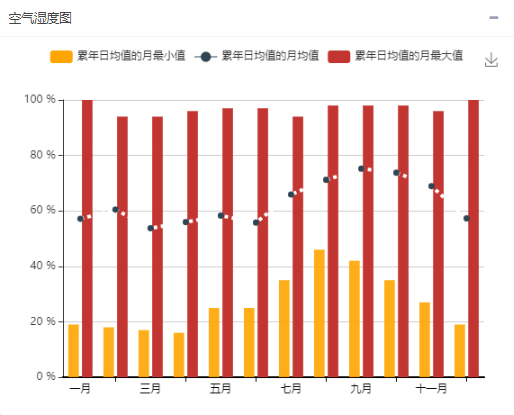 空气湿度图
累年日均值的月最小值 累年日均值的月均值 累年日均值的月最大值
100 %
80 %
60 %
40 %
20 %
0 %
一月 三月 五月 七月 九月 十一月